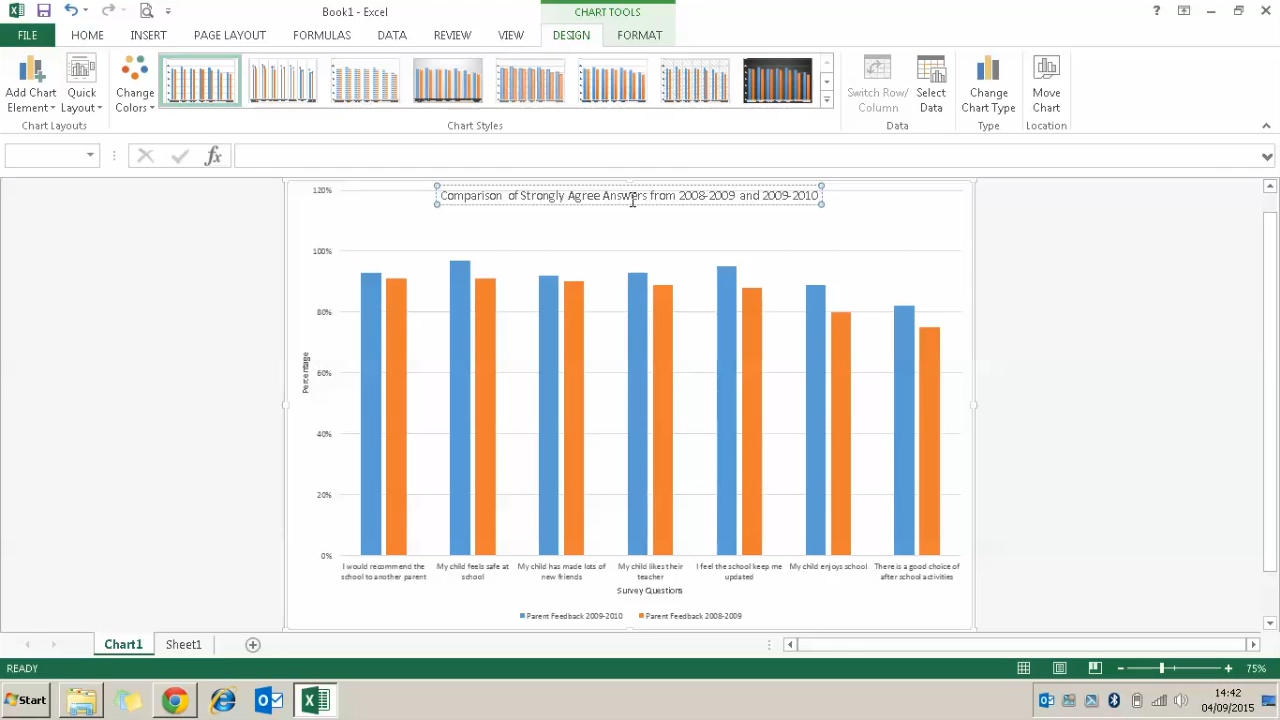 Book1 - Excel
CHART TOOLS
?
FILE
HOME
INSERT
PAGE LAYOUT
FORMULAS
DATA
REVIEW
VIEW
DESIGN
FORMAT
Add Chart
Element
Quick
Layout
Change
Colors
Switch Row/
Column
Select
Data
Change
Chart Type
Move
Chart
Chart Layouts
Chart Styles
Data
Type
Location
fx
Comparison of Strongly Agree Answers from 2008-2009 and 2009-2010
120%
100%
80%
60%
40%
20%
0%
Percentage
I would recommend the
school to another parent
My child feels safe at
school
My child has made lots of
new friends
My child likes their
teacher
I feel the school keep me
updated
My child enjoys school
There is a good choice of
after school activities
Survey Questions
Parent Feedback 2009-2010
Parent Feedback 2008-2009
Chart1
Sheet1
READY
75%
Start
14:42
04/09/2015